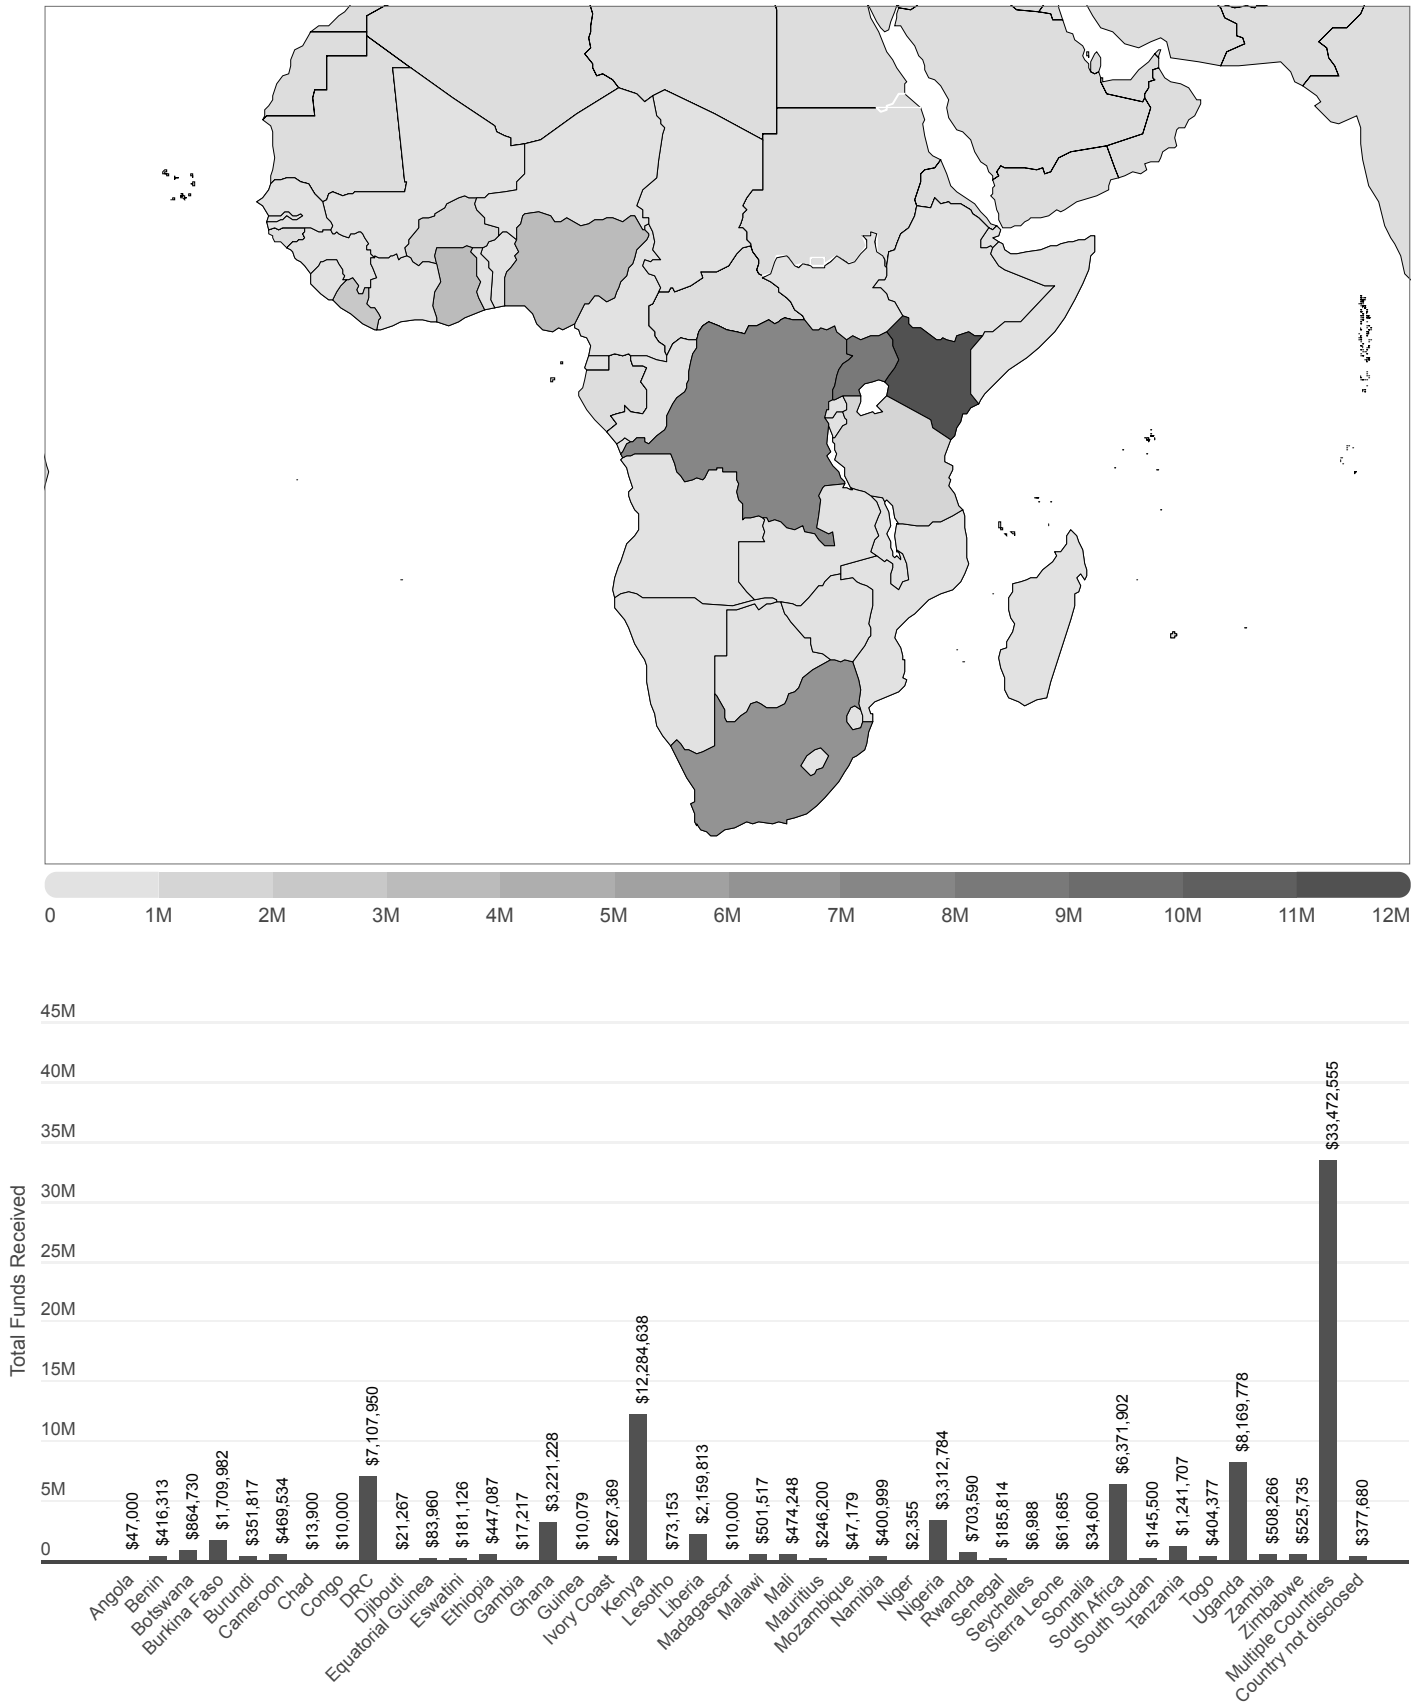 0 1M 2M 3M 4M 5M 6M 7M 8M 9M 10M 11M 12M
Total Funds Received
45M
40M
35M
30M
25M
20M
15M
10M
5M
0
$47,000
$416,313
$864,730
$1,709,982
$351,817
$469,534
$13,900
$10,000
$7,107,950
$21,267
$83,960
$181,126
$447,087
$17,217
$3,221,228
$10,079
$267,369
$12,284,638
$73,153
$2,159,813
$10,000
$501,517
$474,248
$246,200
$47,179
$400,999
$2,355
$3,312,784
$703,590
$185,814
$6,988
$61,685
$34,600
$6,371,902
$145,500
$1,241,707
$404,377
$8,169,778
$508,266
$525,735
$33,472,555
$377,680
Angola
Benin
Botswana
Burkina Faso
Burundi
Cameroon
Chad
Congo
DRC
Djibouti
Equatorial Guinea
Eswatini
Ethiopia
Gambia
Ghana
Guinea
Ivory Coast
Kenya
Lesotho
Liberia
Madagascar
Malawi
Mali
Mauritius
Mozambique
Namibia
Niger
Nigeria
Rwanda
Senegal
Seychelles
Sierra Leone
Somalia
South Africa
South Sudan
Tanzania
Togo
Uganda
Zambia
Zimbabwe
Multiple Countries
Country not disclosed